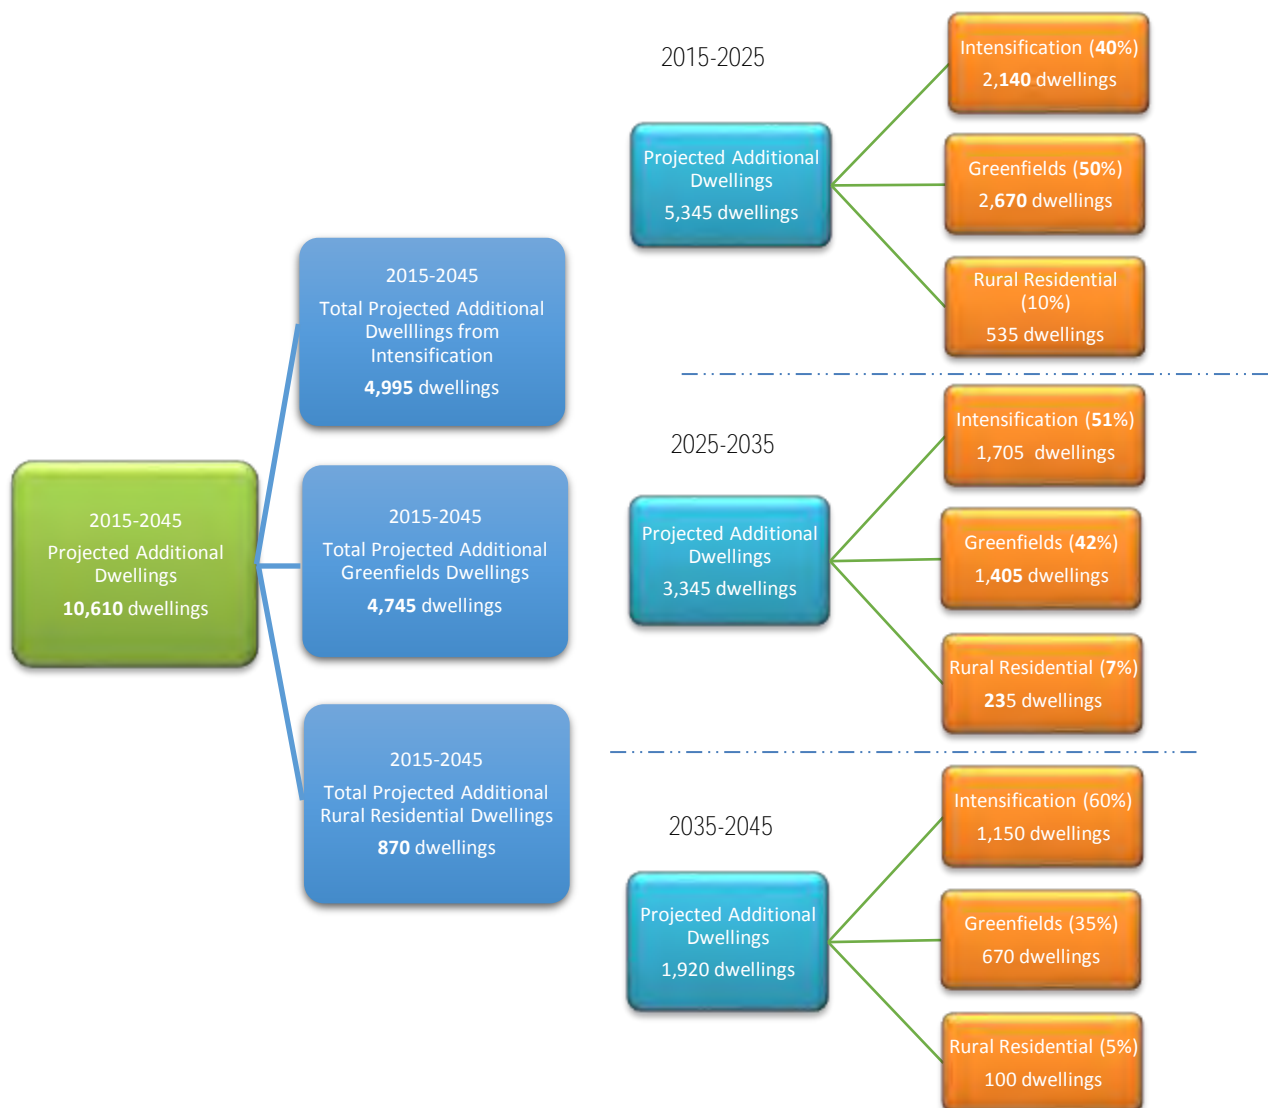 2015-2045
Projected Additional
Dwellings
10,610 dwellings
2015-2045
Total Projected Additional
Dwelllings from
Intensification
4,995 dwellings
2015-2045
Total Projected Additional
Greenfields Dwellings
4,745 dwellings
2015-2045
Total Projected Additional
Rural Residential Dwellings
870 dwellings
2015-2025
Projected Additional
Dwellings
5,345 dwellings
Intensification (40%)
2,140 dwellings
Greenfields (50%)
2,670 dwellings
Rural Residential
(10%)
535 dwellings
2025-2035
Projected Additional
Dwellings
3,345 dwellings
Intensification (51%)
1,705 dwellings
Greenfields (42%)
1,405 dwellings
Rural Residential (7%)
235 dwellings
2035-2045
Projected Additional
Dwellings
1,920 dwellings
Intensification (60%)
1,150 dwellings
Greenfields (35%)
670 dwellings
Rural Residential (5%)
100 dwellings